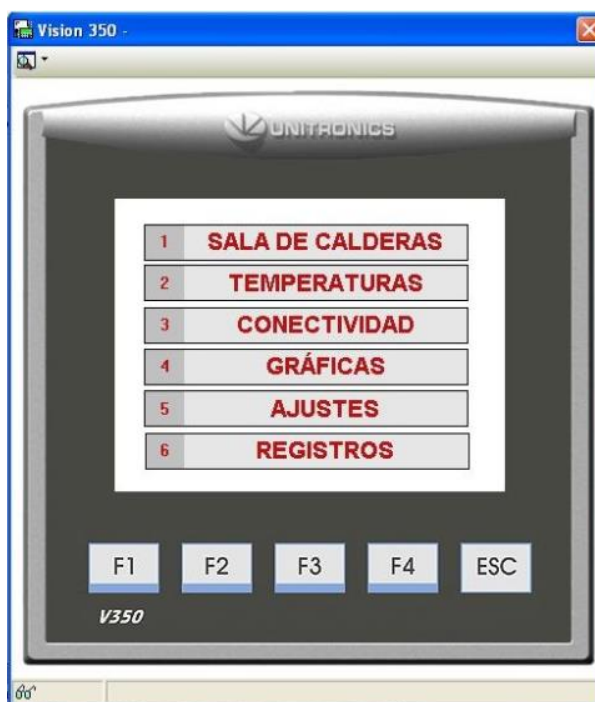 Vision 350 -
UNITRONICS
1 SALA DE CALDERAS
2 TEMPERATURAS
3 CONECTIVIDAD
4 GRÁFICAS
5 AJUSTES
6 REGISTROS
F1 F2 F3 F4 ESC
V350